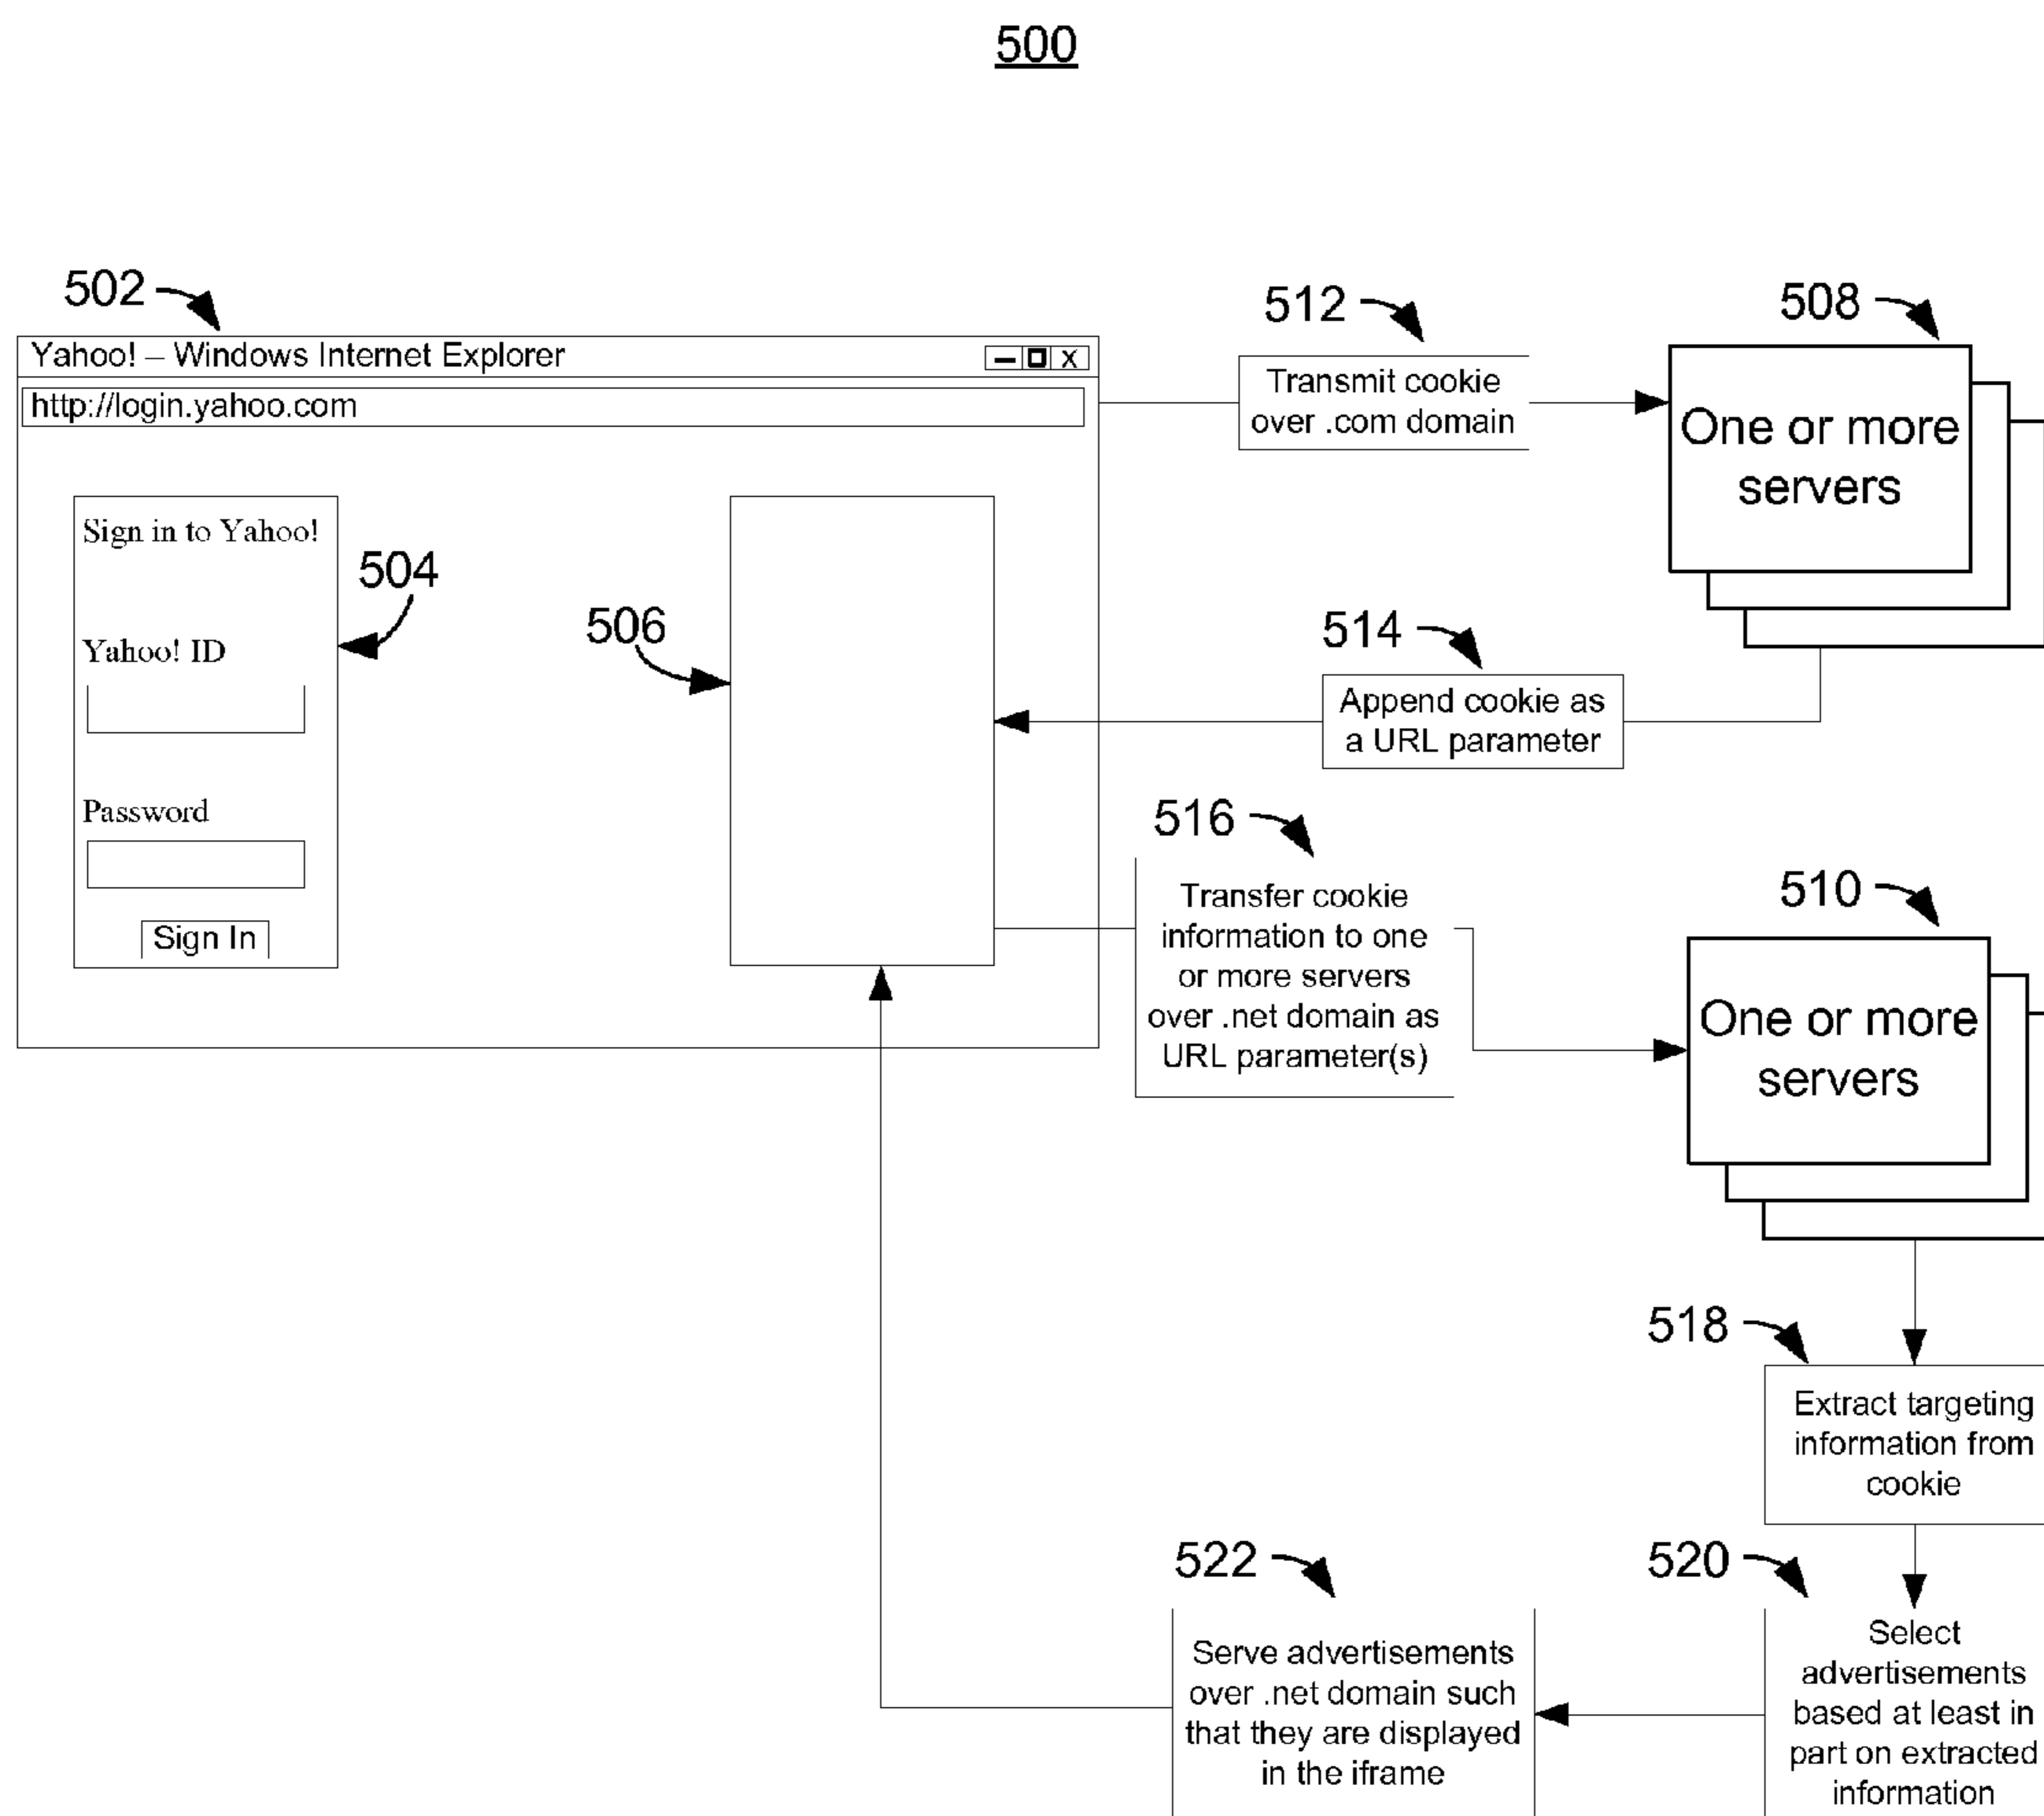 500
502
Yahoo! – Windows Internet Explorer
X
http://login.yahoo.com
Sign in to Yahoo!
504
Yahoo! ID
Password
Sign In
506
512
Transmit cookie
over .com domain
508
One or more
servers
514
Append cookie as
a URL parameter
516
Transfer cookie
information to one
or more servers
over .net domain as
URL parameter(s)
510
One or more
servers
518
Extract targeting
information from
cookie
520
Select
advertisements
based at least in
part on extracted
information
522
Serve advertisements
over .net domain such
that they are displayed
in the iframe